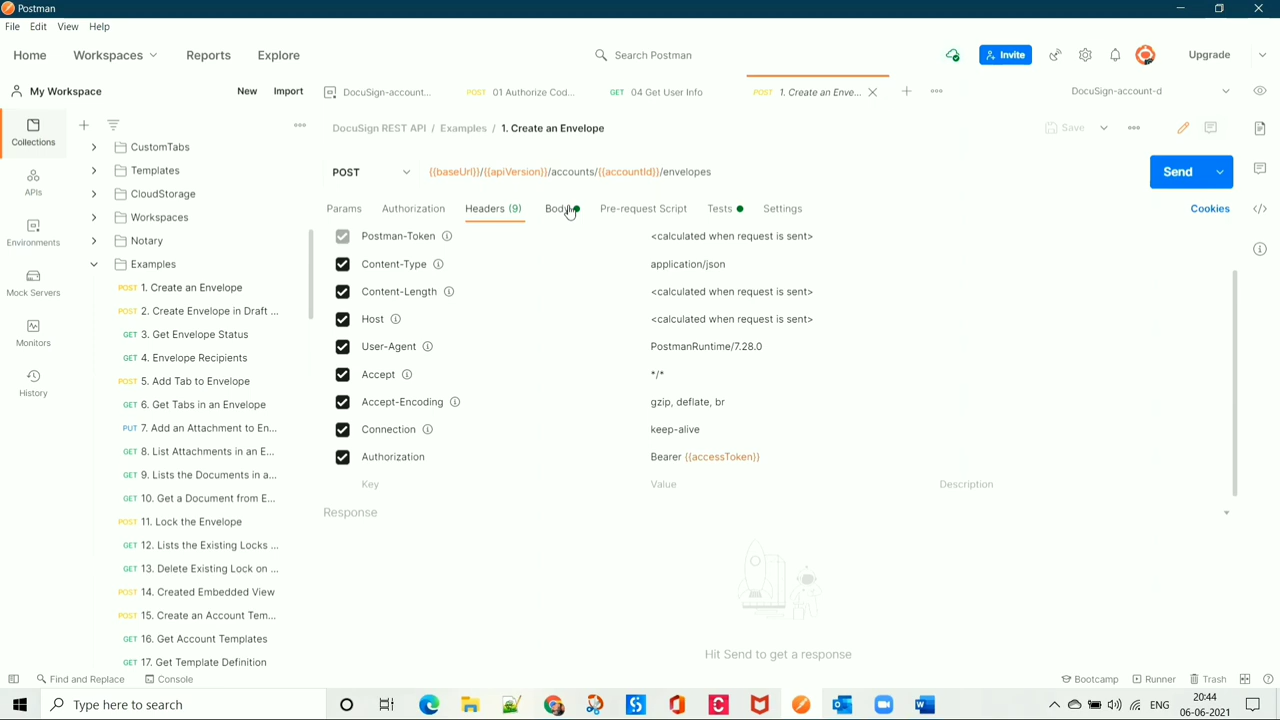 Postman
File Edit View Help
Home Workspaces Reports Explore Search Postman Invite Upgrade
My Workspace New Import DocuSign-account... POST 01 Authorize Cod... GET 04 Get User Info POST 1. Create an Enve... DocuSign-account-d
Collections
APIs
Environments
Mock Servers
Monitors
History
CustomTabs
Templates
CloudStorage
Workspaces
Notary
Examples
POST 1. Create an Envelope
POST 2. Create Envelope in Draft ...
GET 3. Get Envelope Status
GET 4. Envelope Recipients
POST 5. Add Tab to Envelope
GET 6. Get Tabs in an Envelope
PUT 7. Add an Attachment to En...
GET 8. List Attachments in an E...
GET 9. Lists the Documents in a...
GET 10. Get a Document from E...
POST 11. Lock the Envelope
GET 12. Lists the Existing Locks ...
GET 13. Delete Existing Lock on ...
POST 14. Created Embedded View
POST 15. Create an Account Tem...
GET 16. Get Account Templates
GET 17. Get Template Definition
DocuSign REST API / Examples / 1. Create an Envelope Save
POST {{baseUrl}}/{{apiVersion}}/accounts/{{accountId}}/envelopes Send
Params Authorization Headers (9) Body Pre-request Script Tests Settings Cookies
Postman-Token <calculated when request is sent>
Content-Type application/json
Content-Length <calculated when request is sent>
Host <calculated when request is sent>
User-Agent PostmanRuntime/7.28.0
Accept */*
Accept-Encoding gzip, deflate, br
Connection keep-alive
Authorization Bearer {{accessToken}}
Key Value Description
Response
Hit Send to get a response
Find and Replace Console Bootcamp Runner Trash
Type here to search ENG 20:44
06-06-2021